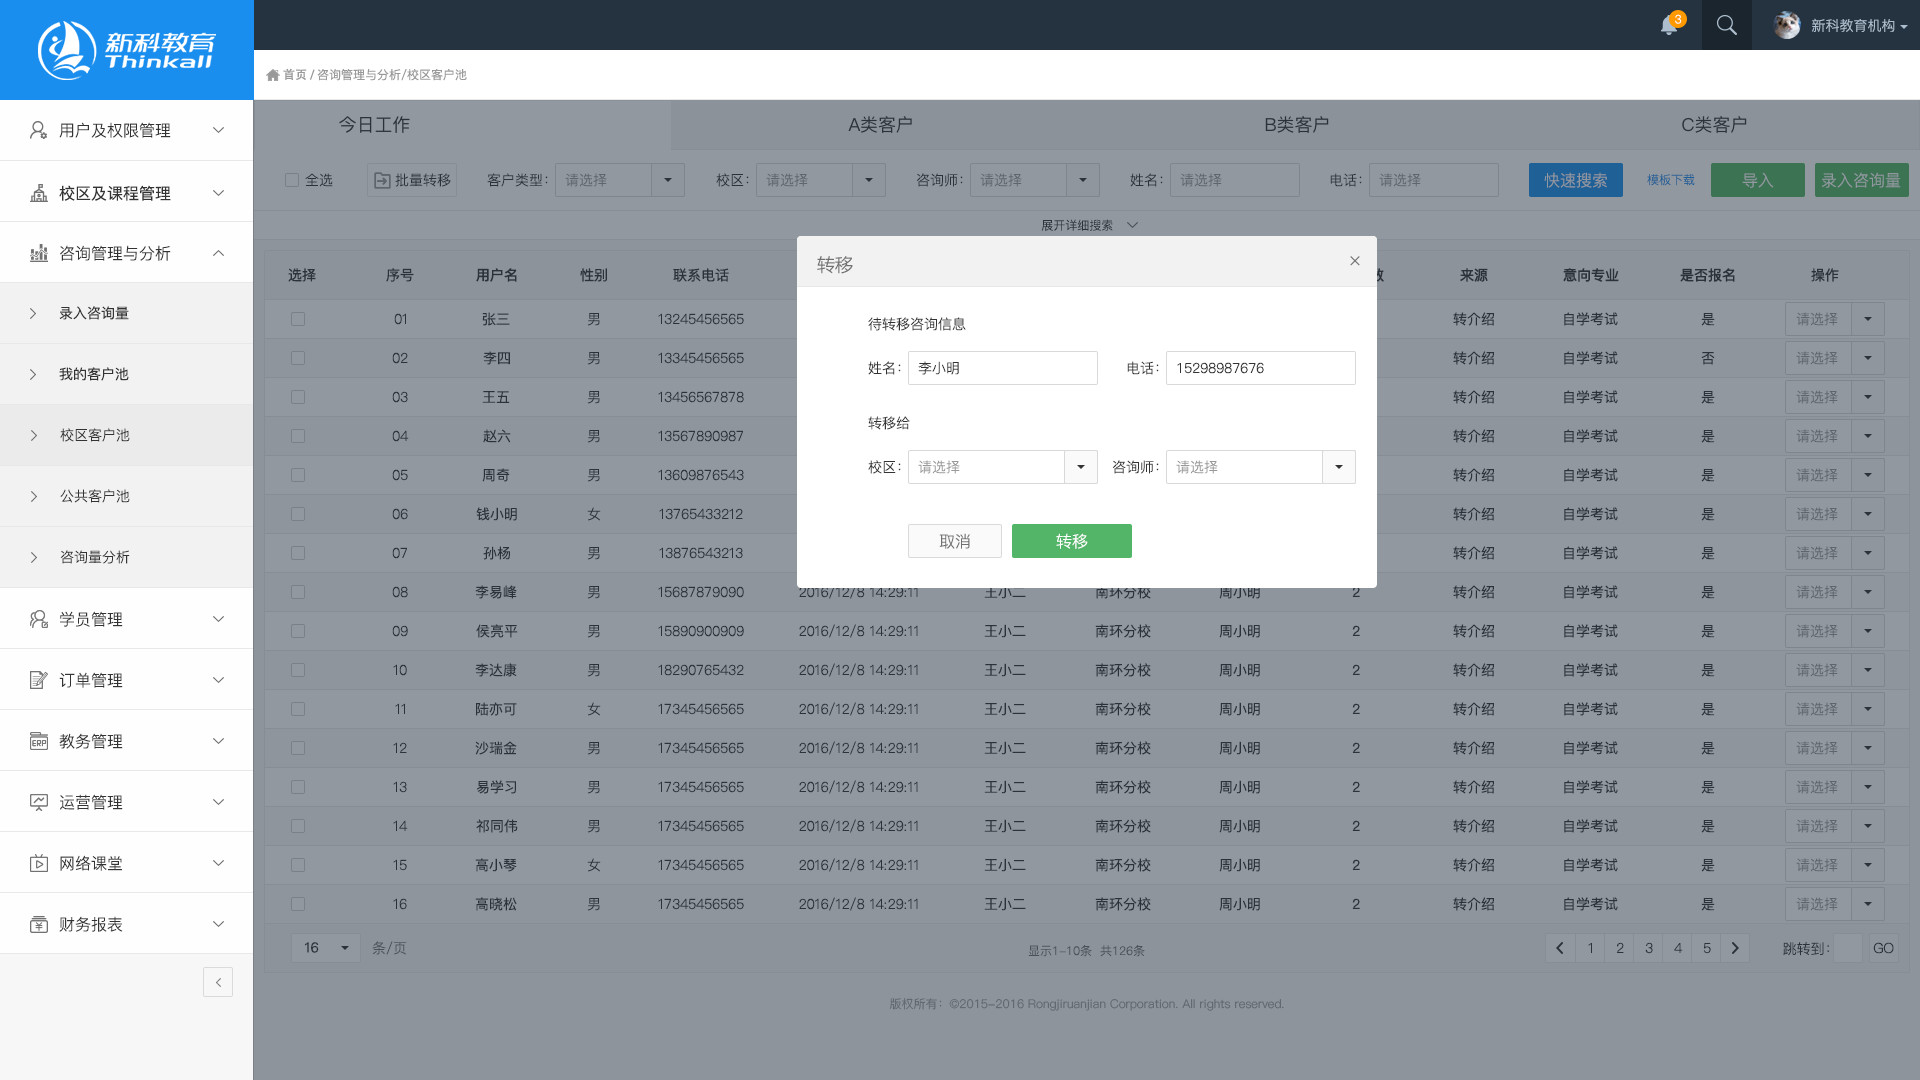 新科教育
Thinkall
3
新科教育机构
首页 / 咨询管理与分析/校区客户池
用户及权限管理
校区及课程管理
咨询管理与分析
录入咨询量
我的客户池
校区客户池
公共客户池
咨询量分析
学员管理
订单管理
教务管理
ERP
运营管理
网络课堂
财务报表
今日工作 A类客户 B类客户 C类客户
全选 批量转移 客户类型: 请选择 校区: 请选择 咨询师: 请选择 姓名: 请选择 电话: 请选择 快速搜索 模板下载 导入 录入咨询量
展开详细搜索
选择 序号 用户名 性别 联系电话 来源 意向专业 是否报名 操作
01 张三 男 13245456565 转介绍 自学考试 是 请选择
02 李四 男 13345456565 转介绍 自学考试 否 请选择
03 王五 男 13456567878 转介绍 自学考试 是 请选择
04 赵六 男 13567890987 转介绍 自学考试 是 请选择
05 周奇 男 13609876543 转介绍 自学考试 是 请选择
06 钱小明 女 13765433212 转介绍 自学考试 是 请选择
07 孙杨 男 13876543213 转介绍 自学考试 是 请选择
08 李易峰 男 15687879090 2016/12/8 14:29:11 王小二 南环分校 周小明 2 转介绍 自学考试 是 请选择
09 侯亮平 男 15890900909 2016/12/8 14:29:11 王小二 南环分校 周小明 2 转介绍 自学考试 是 请选择
10 李达康 男 18290765432 2016/12/8 14:29:11 王小二 南环分校 周小明 2 转介绍 自学考试 是 请选择
11 陆亦可 女 17345456565 2016/12/8 14:29:11 王小二 南环分校 周小明 2 转介绍 自学考试 是 请选择
12 沙瑞金 男 17345456565 2016/12/8 14:29:11 王小二 南环分校 周小明 2 转介绍 自学考试 是 请选择
13 易学习 男 17345456565 2016/12/8 14:29:11 王小二 南环分校 周小明 2 转介绍 自学考试 是 请选择
14 祁同伟 男 17345456565 2016/12/8 14:29:11 王小二 南环分校 周小明 2 转介绍 自学考试 是 请选择
15 高小琴 女 17345456565 2016/12/8 14:29:11 王小二 南环分校 周小明 2 转介绍 自学考试 是 请选择
16 高晓松 男 17345456565 2016/12/8 14:29:11 王小二 南环分校 周小明 2 转介绍 自学考试 是 请选择
16 条/页 显示1-10条 共126条 1 2 3 4 5 跳转到: GO
版权所有: ©2015-2016 Rongjiruanjian Corporation. All rights reserved.
转移
待转移咨询信息
姓名: 李小明 电话: 15298987676
转移给
校区: 请选择 咨询师: 请选择
取消 转移